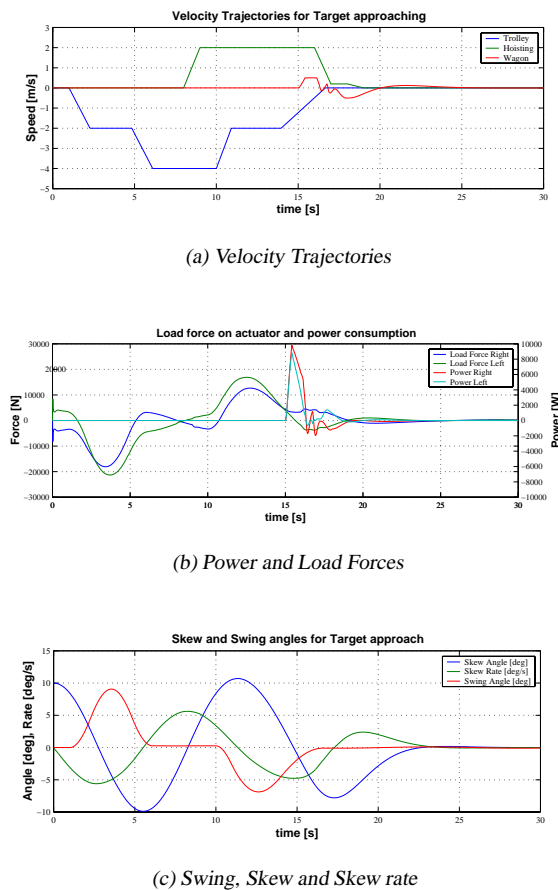 Velocity Trajectories for Target approaching
3
2
1
0
−1
−2
−3
−4
−5
Speed [m/s]
Trolley
Hoisting
Wagon
0 5 10 15 20 25 30
time [s]
(a) Velocity Trajectories
Load force on actuator and power consumption
30000
20000
10000
0
−10000
−20000
−30000
Force [N]
Load Force Right
Load Force Left
Power Right
Power Left
10000
8000
6000
4000
2000
0
−2000
−4000
−6000
−8000
−10000
Power [W]
0 5 10 15 20 25 30
time [s]
(b) Power and Load Forces
Skew and Swing angles for Target approach
15
10
5
0
−5
−10
Angle [deg], Rate [deg/s]
Skew Angle [deg]
Skew Rate [deg/s]
Swing Angle [deg]
0 5 10 15 20 25 30
time [s]
(c) Swing, Skew and Skew rate